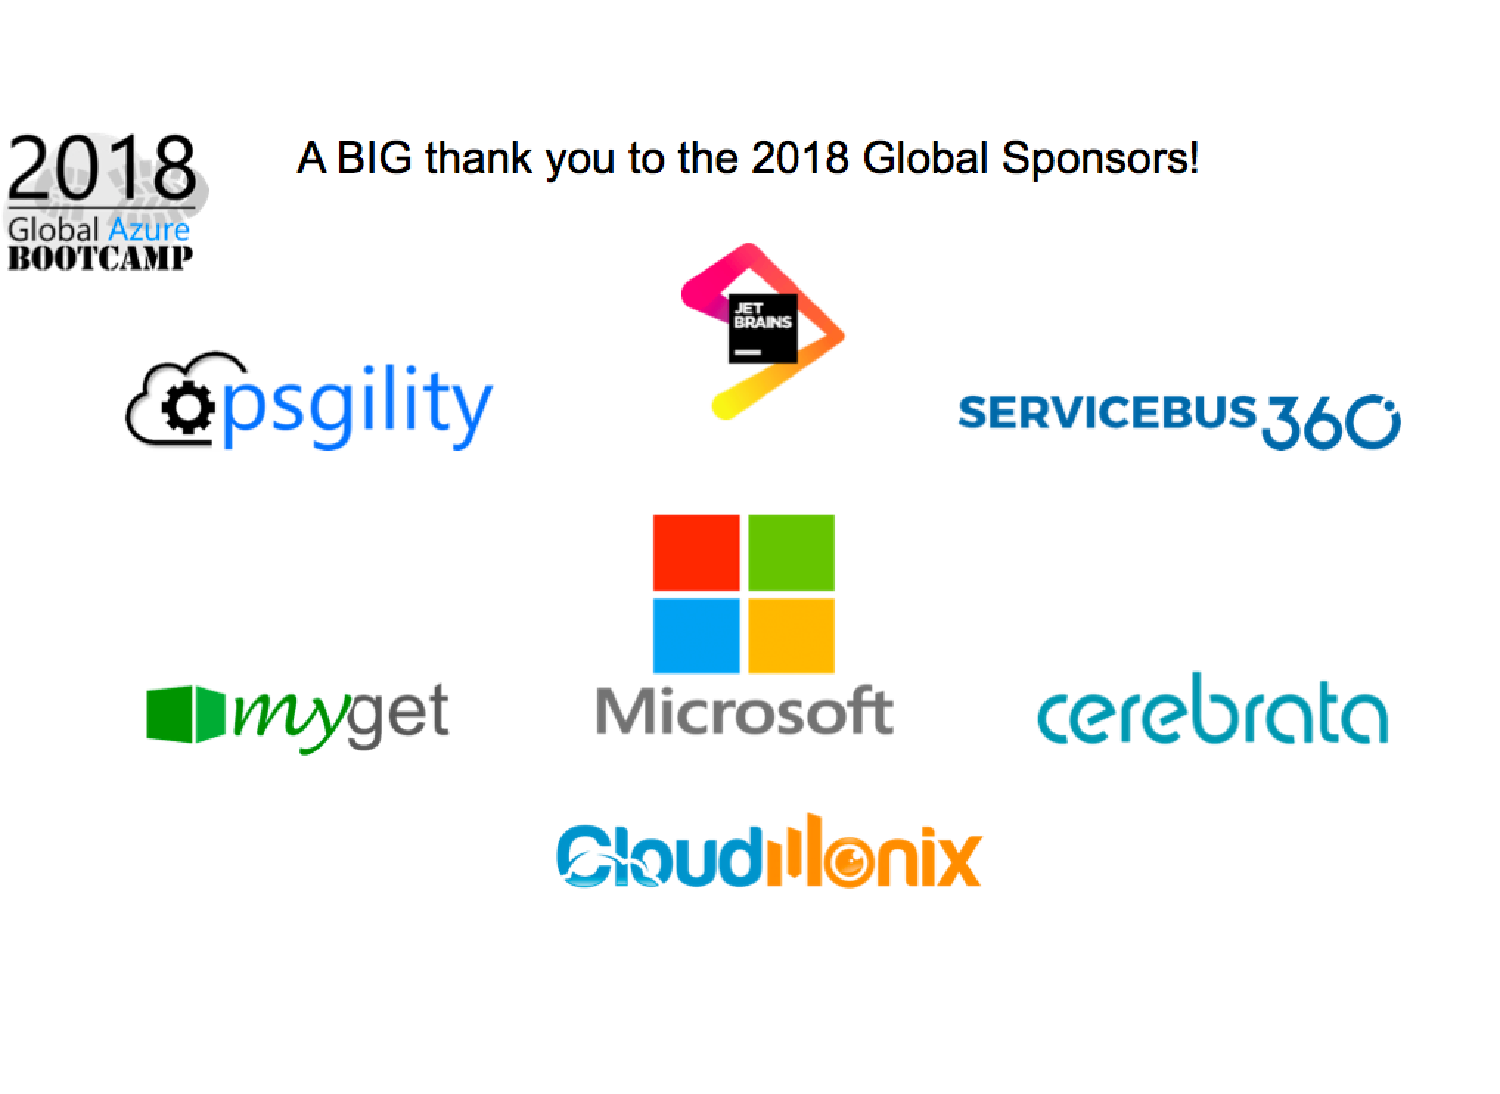 2018
Global Azure
BOOTCAMP
A BIG thank you to the 2018 Global Sponsors!
JET
BRAINS
opsgility
SERVICEBUS360
Microsoft
myget
cerebrata
CloudMonix